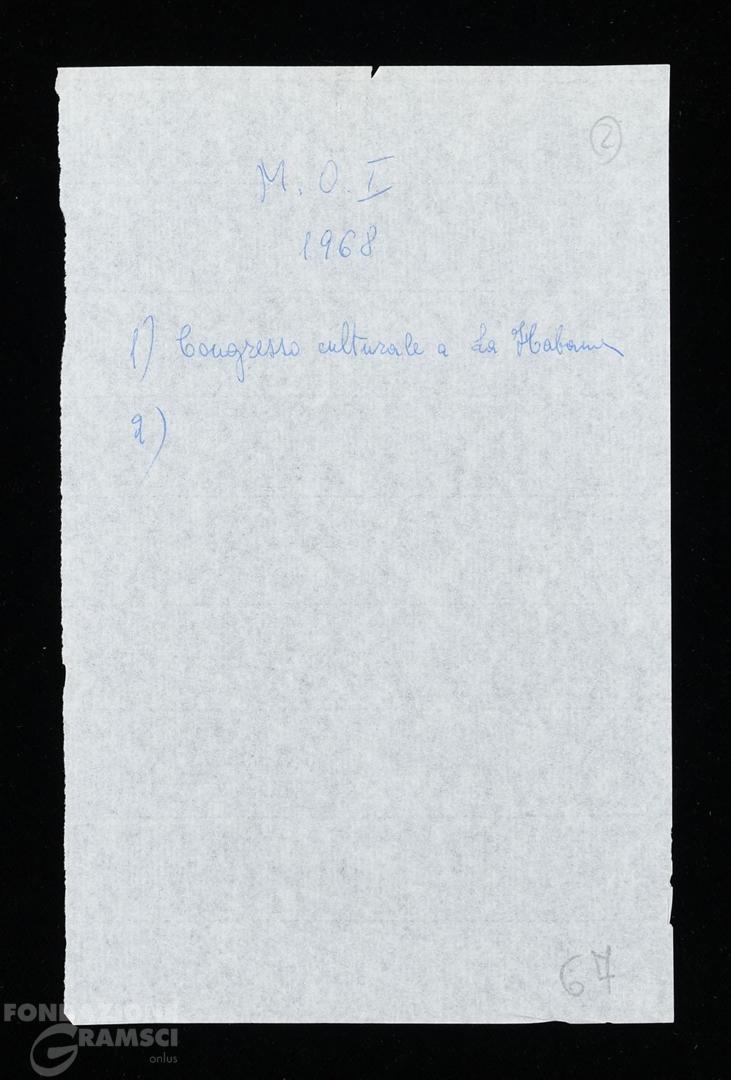 2
M. O. I
1968
1) Congresso culturale a La Habana
2)
67
FONDAZIONE
GRAMSCI
onlus